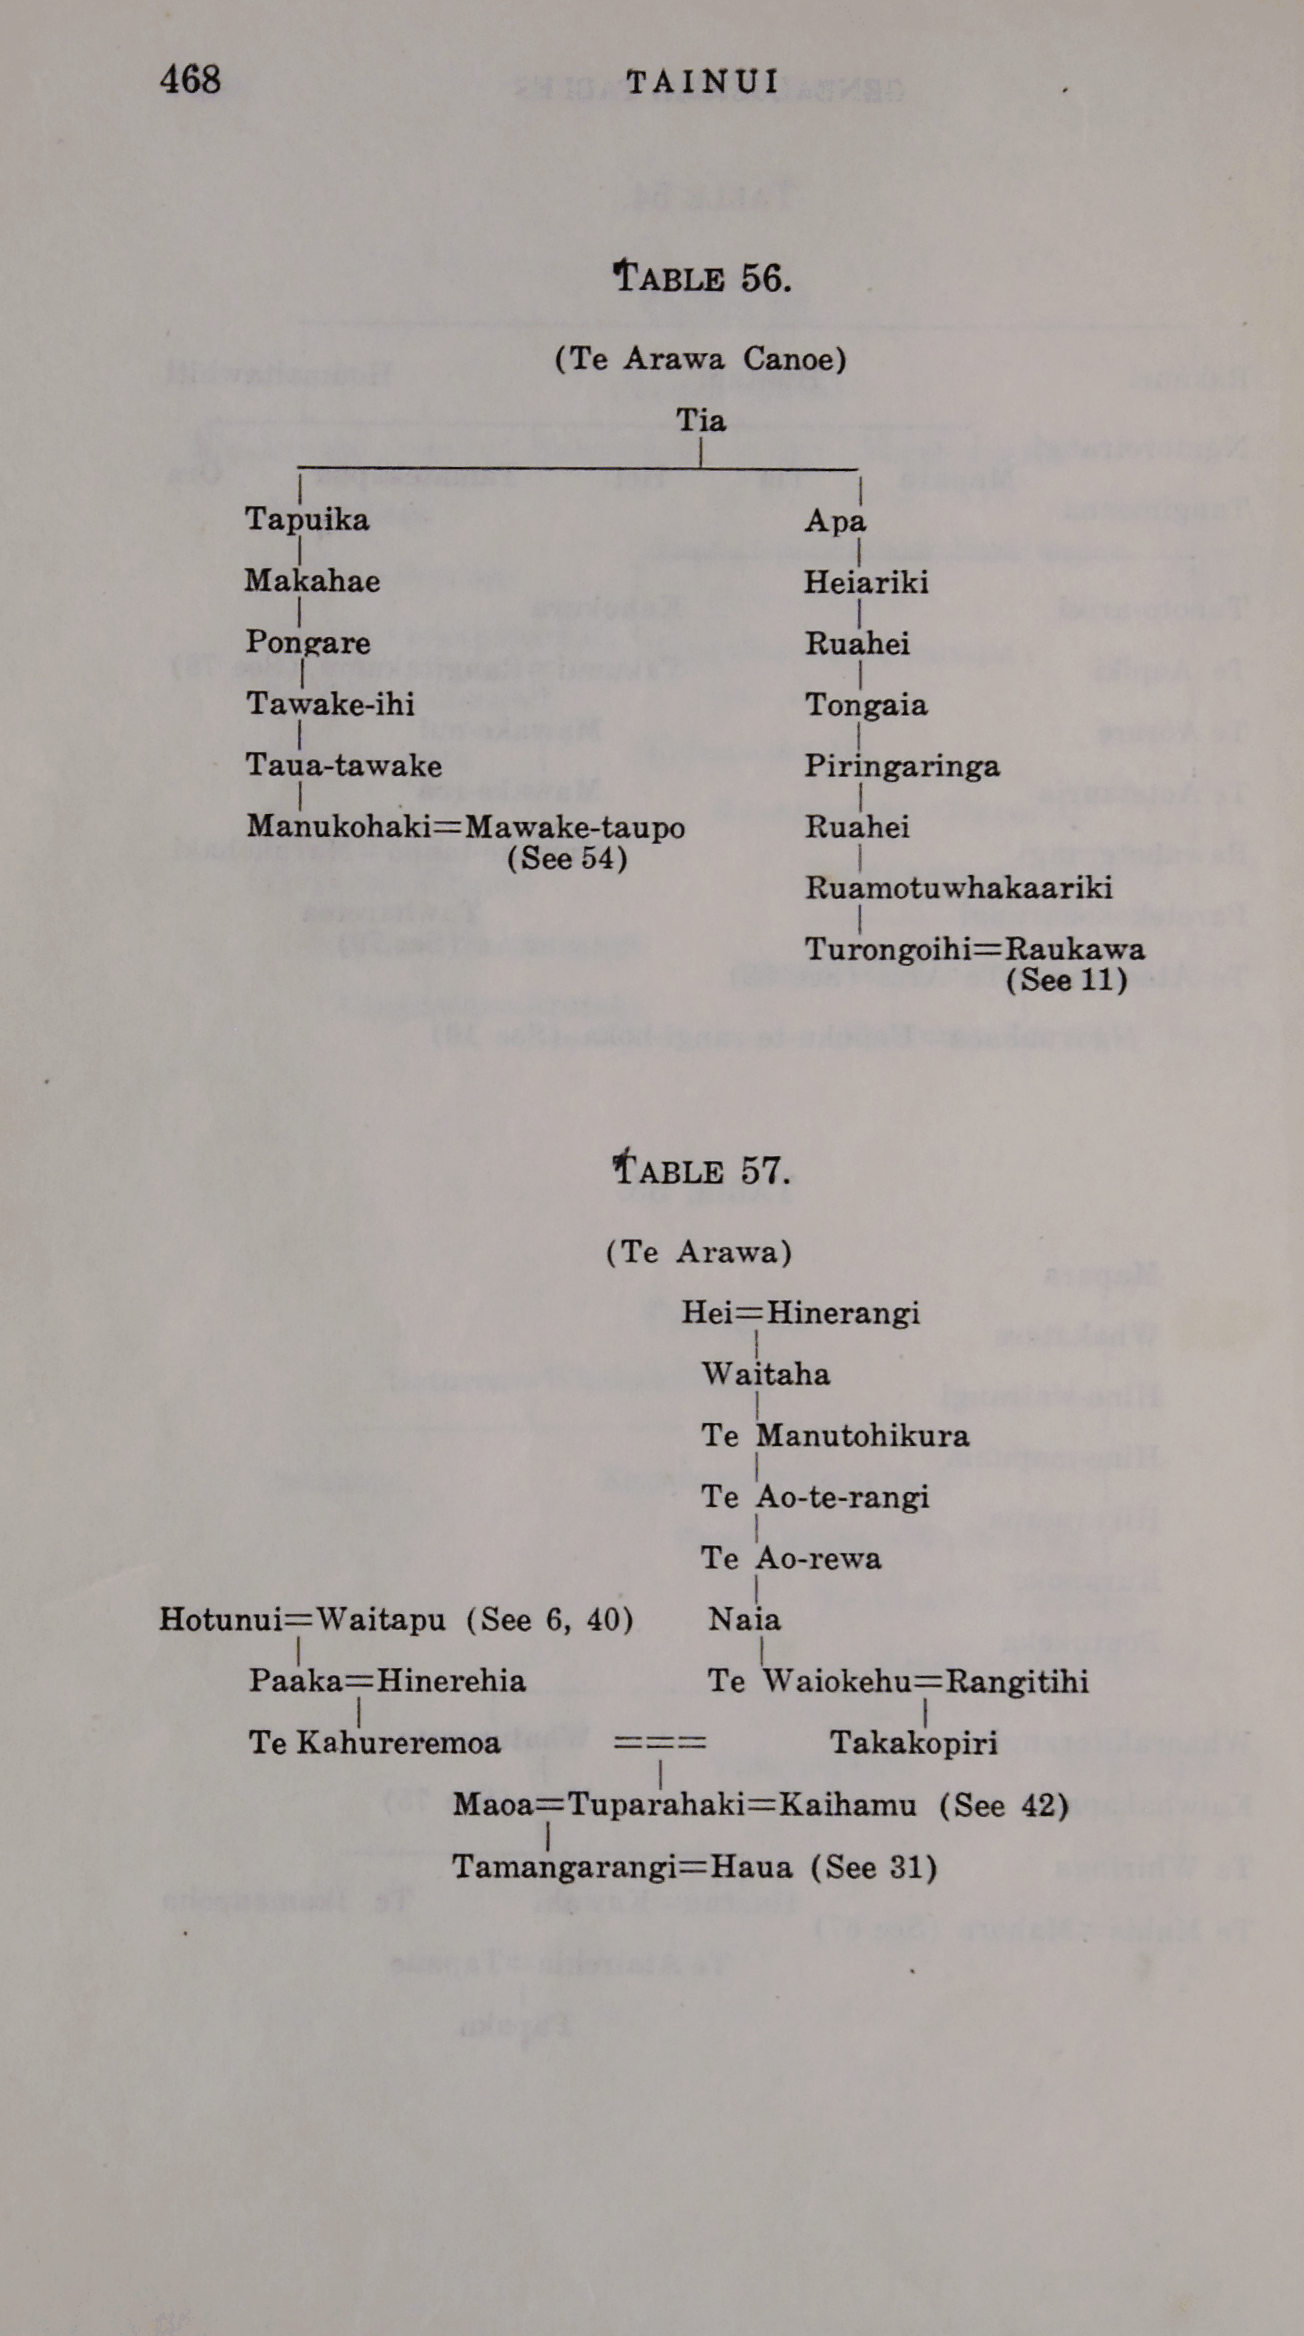 468 TAINUI
TABLE 56.
(Te Arawa Canoe)
Tia
Tapuika Apa
Makahae Heiariki
Pongare Ruahei
Tawake-ihi Tongaia
Taua-tawake Piringaringa
Manukohaki=Mawake-taupo Ruahei
(See 54)
Ruamotuwhakaariki
Turongoihi=Raukawa
(See 11)
TABLE 57.
(Te Arawa)
Hei=Hinerangi
Waitaha
Te Manutohikura
Te Ao-te-rangi
Te Ao-rewa
Hotunui=Waitapu (See 6, 40) Naia
Paaka=Hinerehia Te Waiokehu=Rangitihi
Te Kahureremoa === Takakopiri
Maoa=Tuparahaki=Kaihamu (See 42)
Tamangarangi=Haua (See 31)